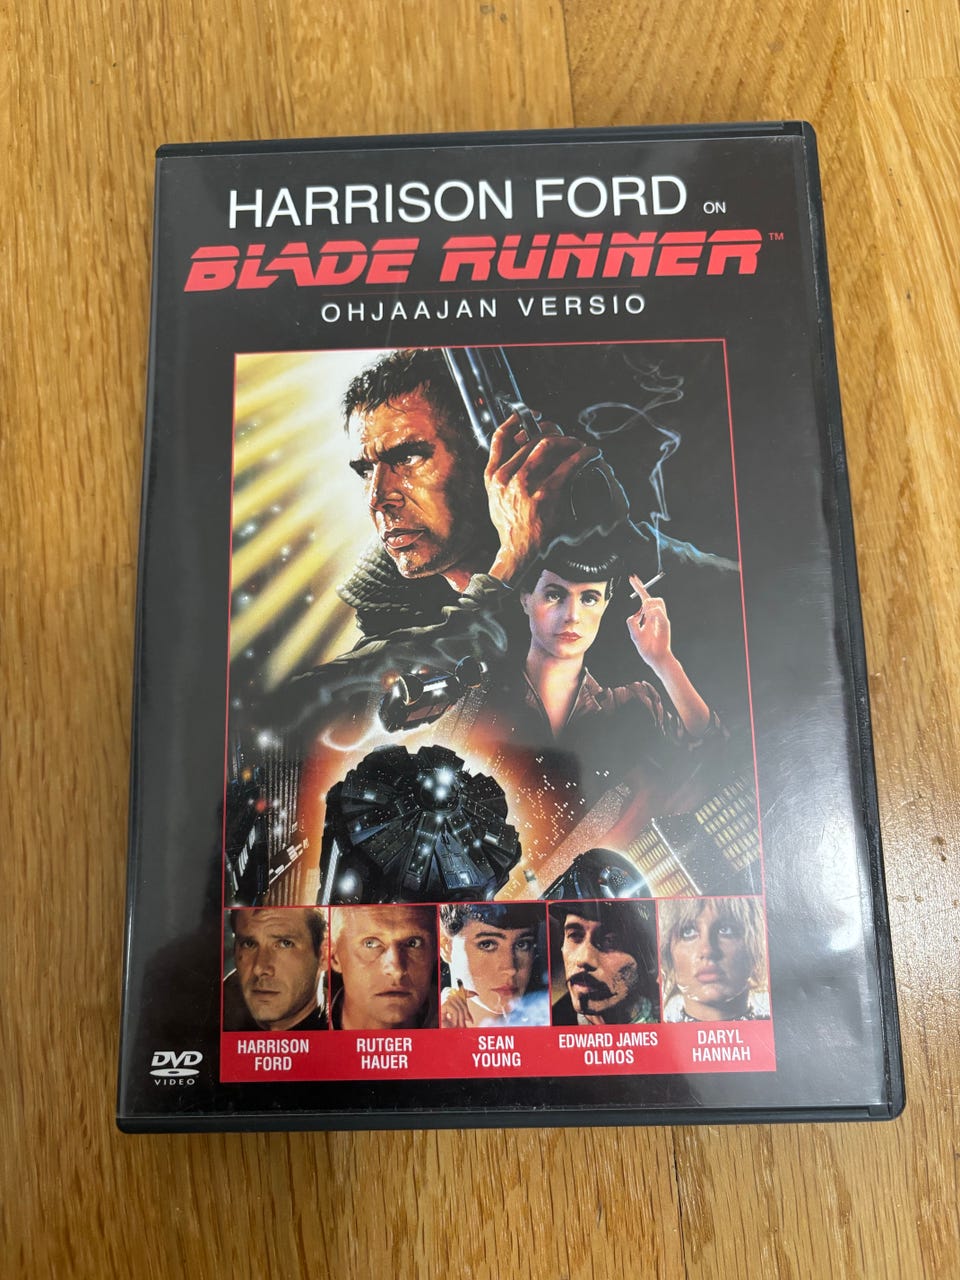 HARRISON FORD ON
BLADE RUNNER™
OHJAAJAN VERSIO
HARRISON
FORD
RUTGER
HAUER
SEAN
YOUNG
EDWARD JAMES
OLMOS
DARYL
HANNAH
DVD
VIDEO